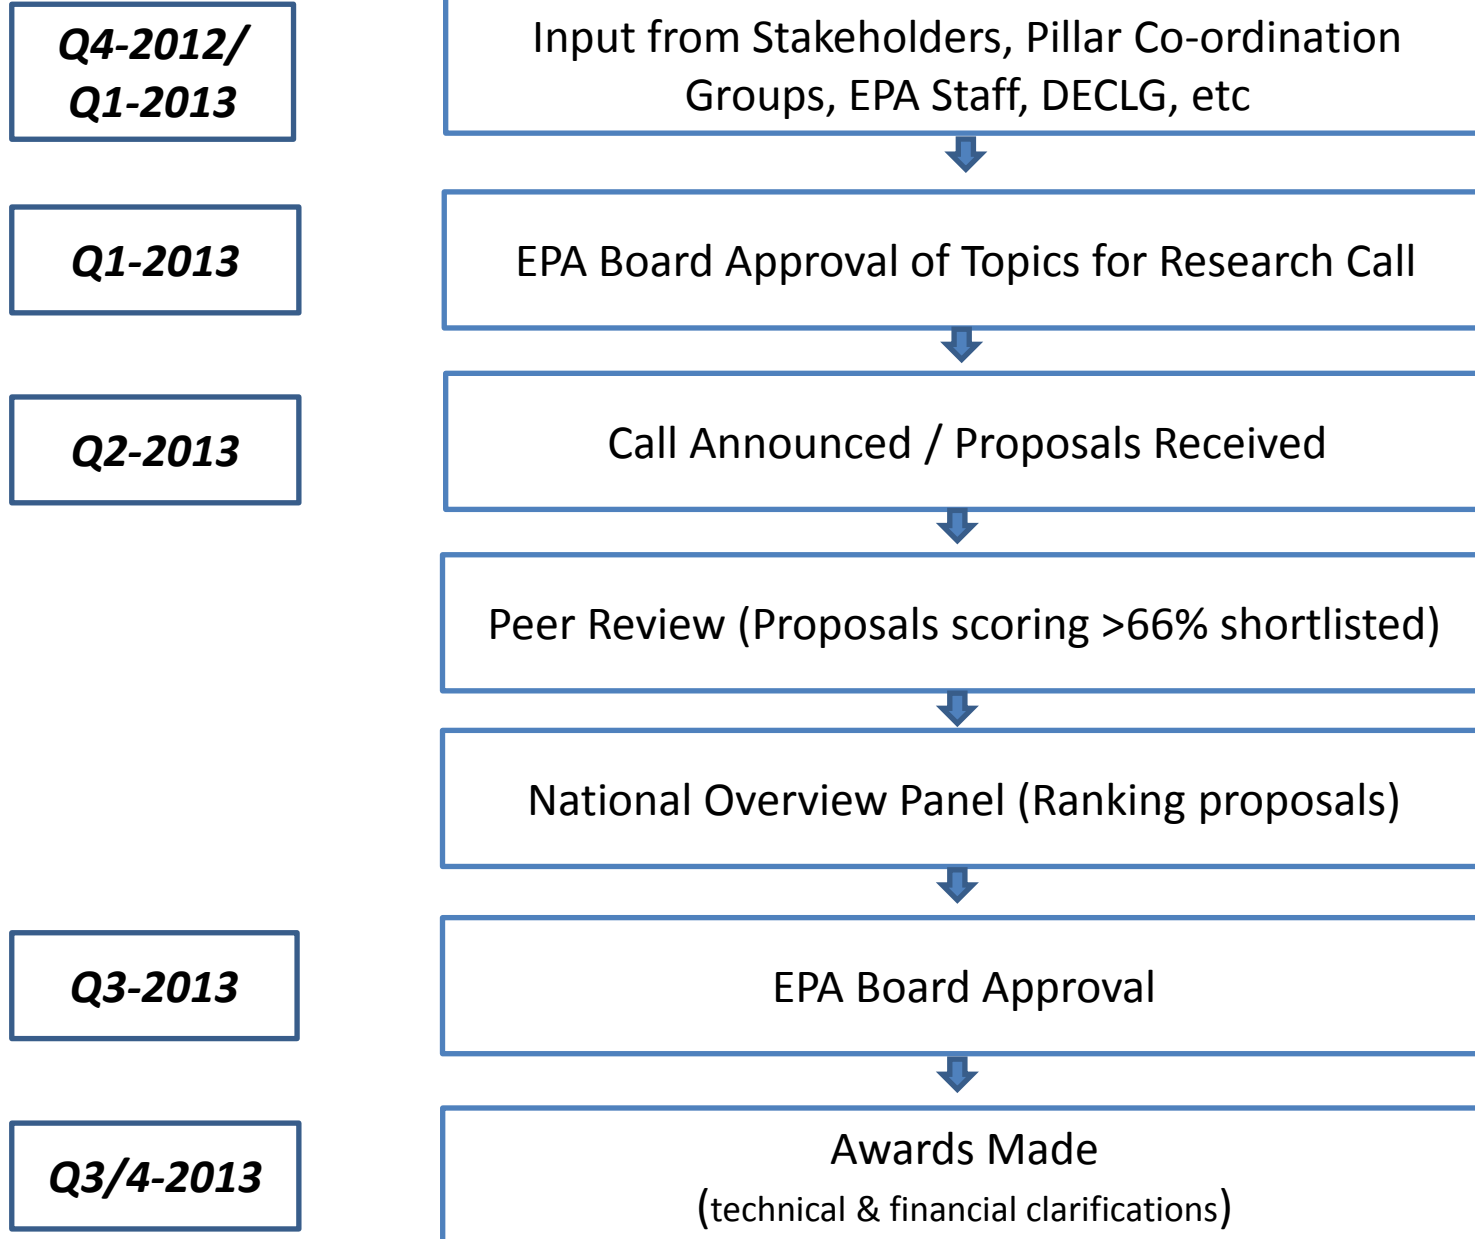 Q4-2012/
Q1-2013
Input from Stakeholders, Pillar Co-ordination
Groups, EPA Staff, DECLG, etc
Q1-2013
EPA Board Approval of Topics for Research Call
Q2-2013
Call Announced / Proposals Received
Peer Review (Proposals scoring >66% shortlisted)
National Overview Panel (Ranking proposals)
Q3-2013
EPA Board Approval
Q3/4-2013
Awards Made
(technical & financial clarifications)